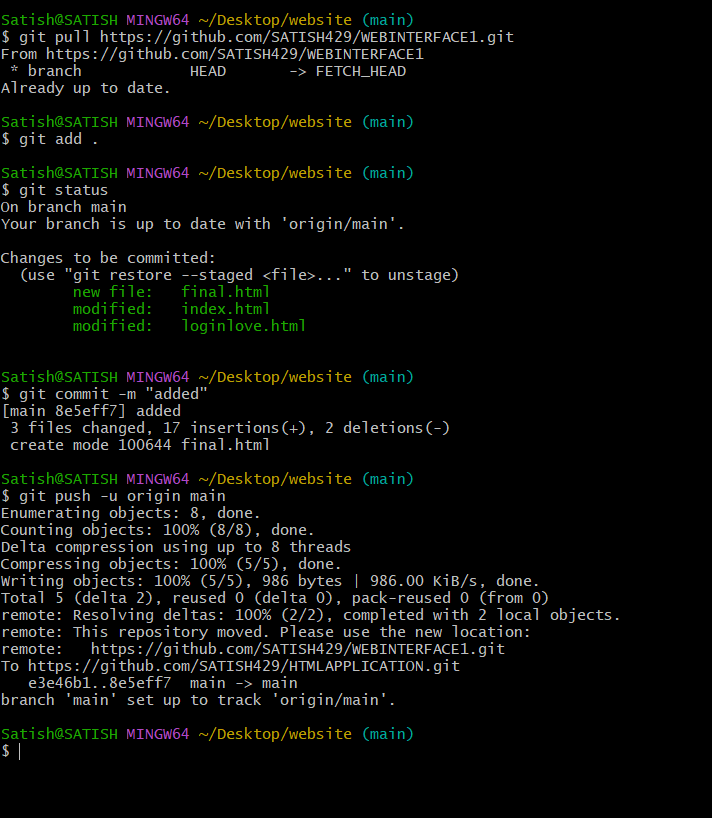 Satish@SATISH MINGW64 ~/Desktop/website (main)
$ git pull https://github.com/SATISH429/WEBINTERFACE1.git
From https://github.com/SATISH429/WEBINTERFACE1
 * branch            HEAD       -> FETCH_HEAD
Already up to date.

Satish@SATISH MINGW64 ~/Desktop/website (main)
$ git add .

Satish@SATISH MINGW64 ~/Desktop/website (main)
$ git status
On branch main
Your branch is up to date with 'origin/main'.

Changes to be committed:
  (use "git restore --staged <file>..." to unstage)
        new file:   final.html
        modified:   index.html
        modified:   loginlove.html

Satish@SATISH MINGW64 ~/Desktop/website (main)
$ git commit -m "added"
[main 8e5eff7] added
 3 files changed, 17 insertions(+), 2 deletions(-)
 create mode 100644 final.html

Satish@SATISH MINGW64 ~/Desktop/website (main)
$ git push -u origin main
Enumerating objects: 8, done.
Counting objects: 100% (8/8), done.
Delta compression using up to 8 threads
Compressing objects: 100% (5/5), done.
Writing objects: 100% (5/5), 986 bytes | 986.00 KiB/s, done.
Total 5 (delta 2), reused 0 (delta 0), pack-reused 0 (from 0)
remote: Resolving deltas: 100% (2/2), completed with 2 local objects.
remote: This repository moved. Please use the new location:
remote:   https://github.com/SATISH429/WEBINTERFACE1.git
To https://github.com/SATISH429/HTMLAPPLICATION.git
   e3e46b1..8e5eff7  main -> main
branch 'main' set up to track 'origin/main'.

Satish@SATISH MINGW64 ~/Desktop/website (main)
$